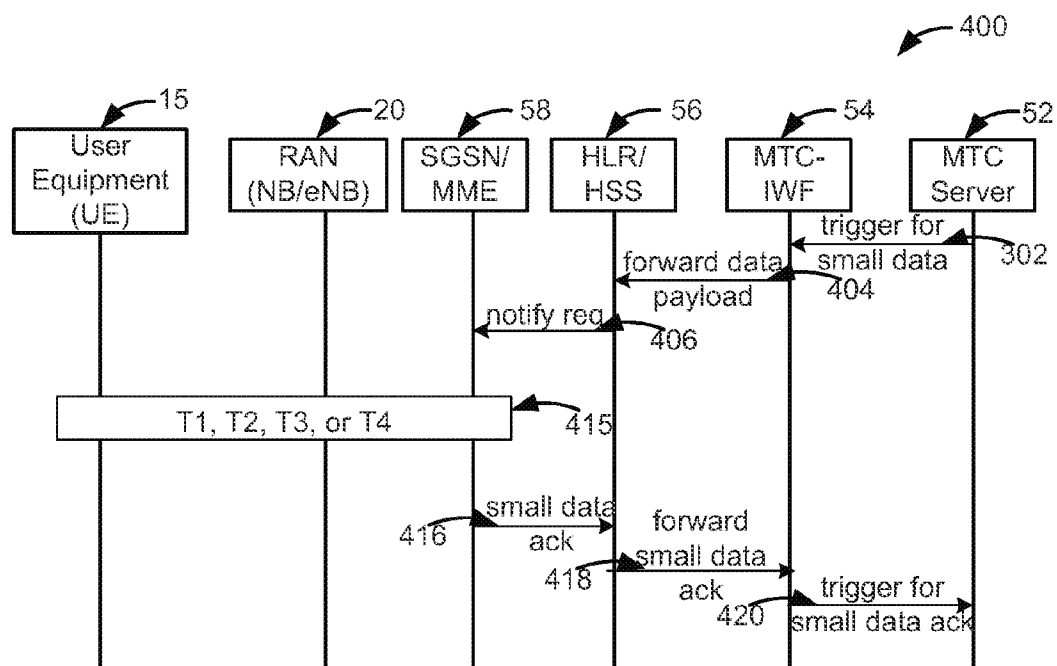 400
15
20
58
56
54
52
User
Equipment
(UE)
RAN
(NB/eNB)
SGSN/
MME
HLR/
HSS
MTC-
IWF
MTC
Server
trigger for
small data
302
forward data
payload
404
notify req
406
T1, T2, T3, or T4
415
small data
ack
416
forward
small data
ack
418
trigger for
small data ack
420